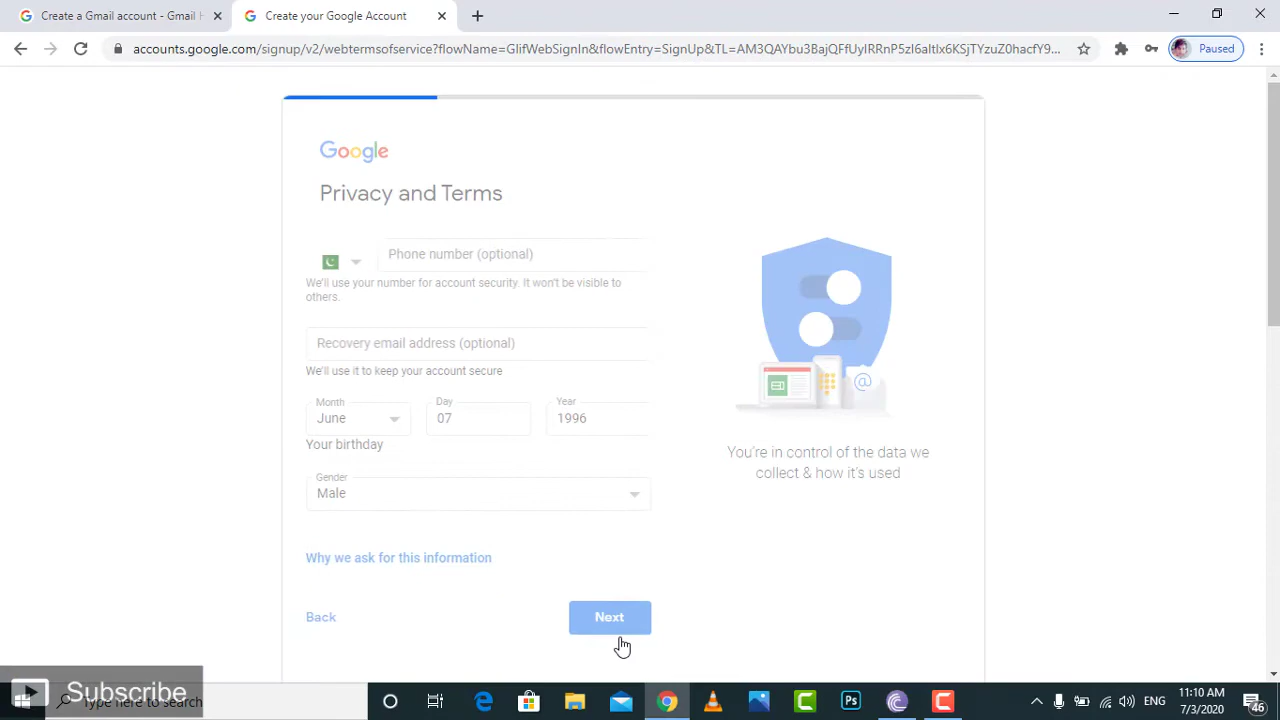 Create a Gmail account - Gmail H
Create your Google Account
accounts.google.com/signup/v2/webtermsofservice?flowName=GlifWebSignIn&flowEntry=SignUp&TL=AM3QAYbu3BajQFfUyIRRnP5zI6altIx6KSjTYzuZ0hacfY9...
Paused
Google
Privacy and Terms
Phone number (optional)
We'll use your number for account security. It won't be visible to
others.
Recovery email address (optional)
We'll use it to keep your account secure
Month
Day
Year
June
07
1996
Your birthday
Gender
Male
Why we ask for this information
Back
Next
@
You're in control of the data we
collect & how it's used
Subscribe
Type here to search
Ps
ENG
11:10 AM
7/3/2020
46